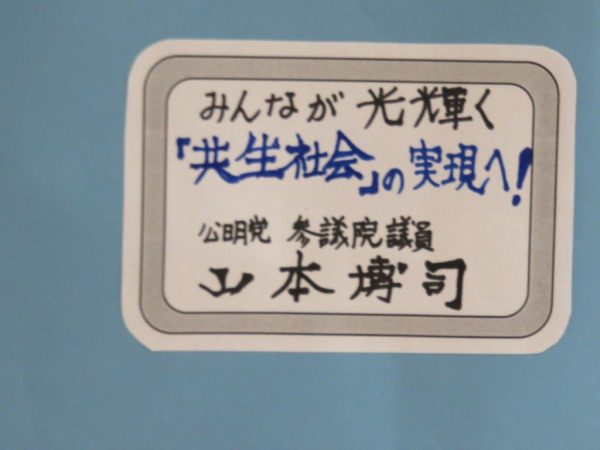 みんなが光輝く
「共生社会」の実現へ!
公明党 参議院議員
山本博司